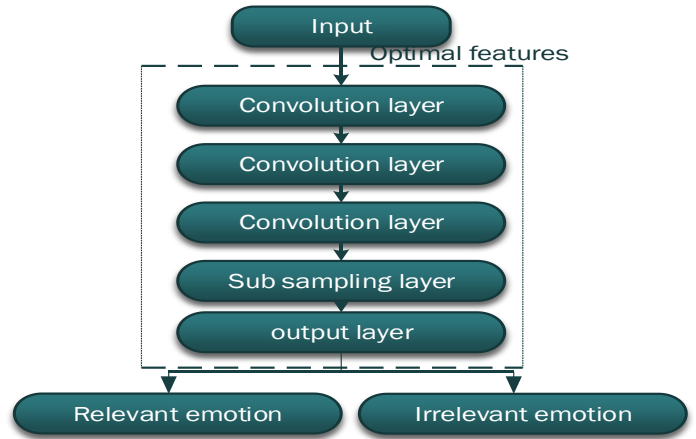 Input
Optimal features
Convolution layer
Convolution layer
Convolution layer
Sub sampling layer
output layer
Relevant emotion
Irrelevant emotion